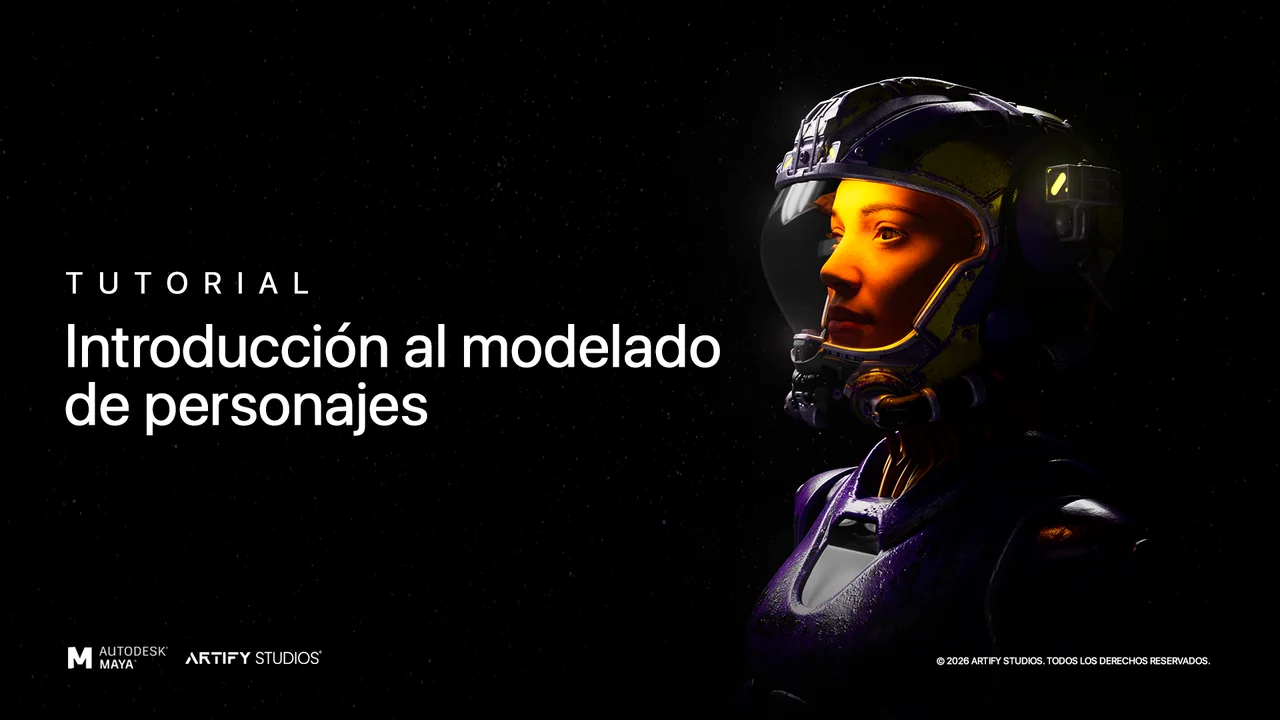 TUTORIAL
Introducción al modelado
de personajes
AUTODESK
MAYA
ARTIFY STUDIOS
© 2026 ARTIFY STUDIOS. TODOS LOS DERECHOS RESERVADOS.